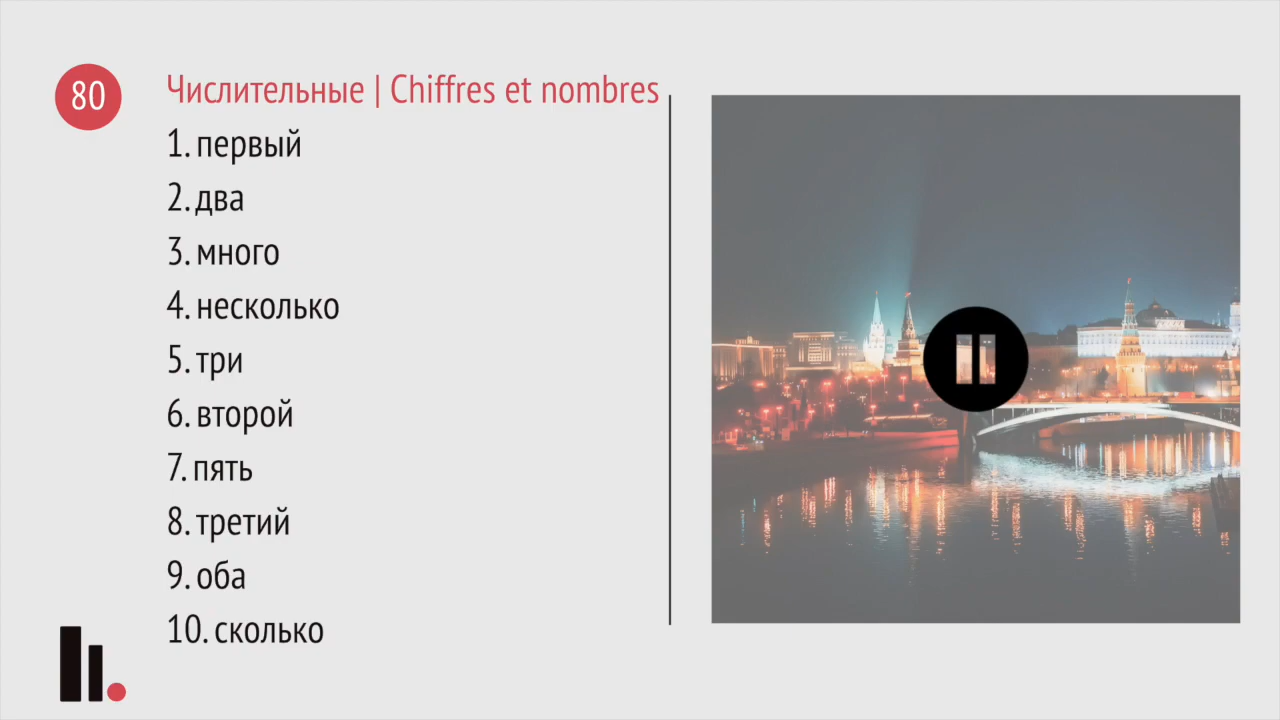 80
Числительные | Chiffres et nombres
1. первый
2. два
3. много
4. несколько
5. три
6. второй
7. пять
8. третий
9. оба
10. сколько